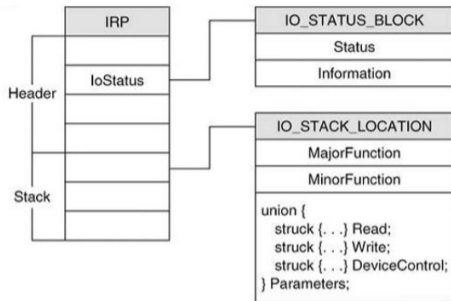 IRP
IoStatus
Header
Stack
IO_STATUS_BLOCK
Status
Information
IO_STACK_LOCATION
MajorFunction
MinorFunction
union {
struck {. . .} Read;
struck {. . .} Write;
struck {. . .} DeviceControl;
} Parameters;